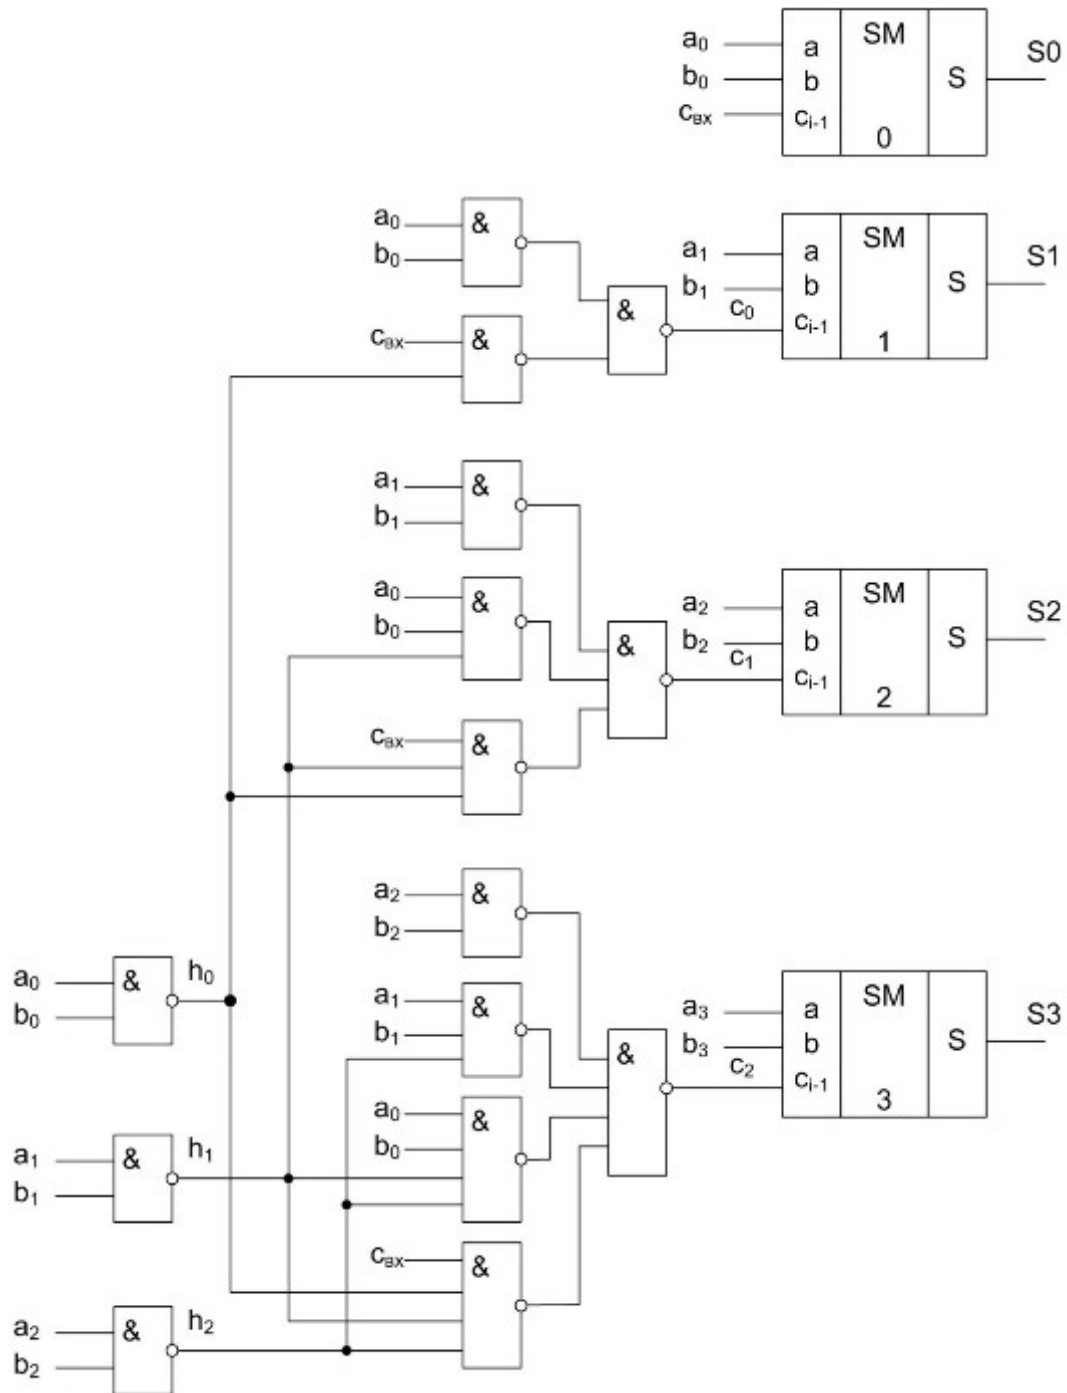 a₀ a SM S S0
b₀ b
cвх cᵢ₋₁ 0
a₀ &
b₀
cвх &
& c₀
a₁ a SM S S1
b₁ b
cᵢ₋₁ 1
a₁ &
b₁
a₀ &
b₀
cвх &
& c₁
a₂ a SM S S2
b₂ b
cᵢ₋₁ 2
a₂ &
b₂
a₁ &
b₁
a₀ &
b₀
cвх &
& c₂
a₃ a SM S S3
b₃ b
cᵢ₋₁ 3
a₀ & h₀
b₀
a₁ & h₁
b₁
a₂ & h₂
b₂